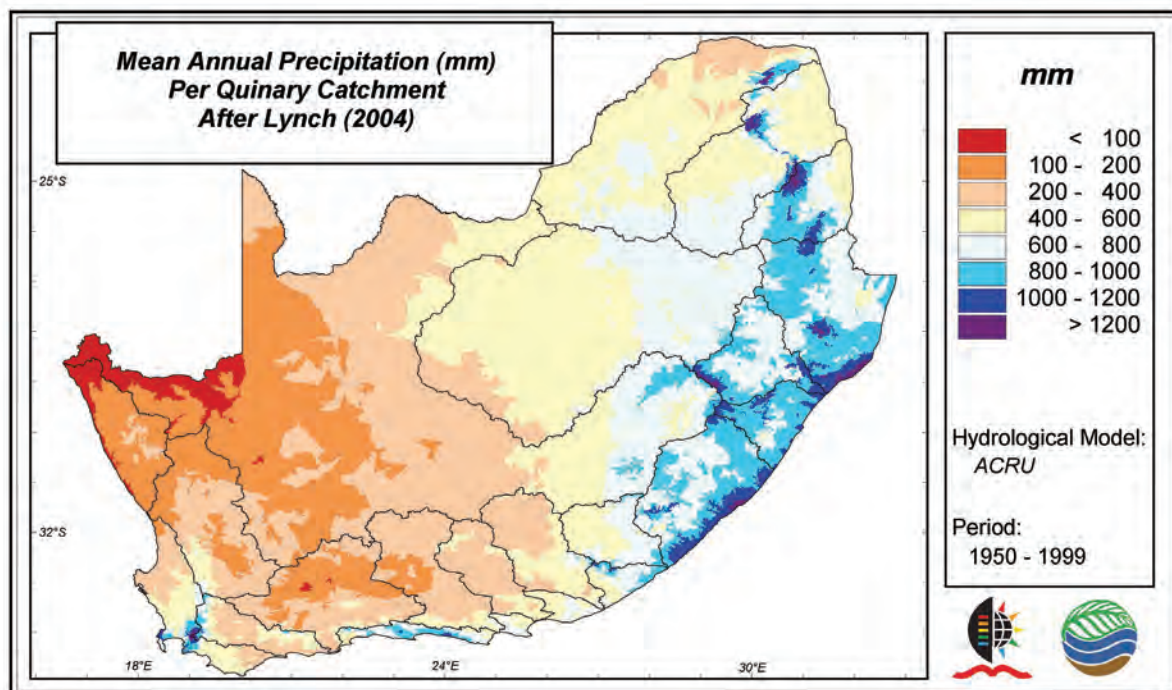 Mean Annual Precipitation (mm)
Per Quinary Catchment
After Lynch (2004)
25°S
32°S
18°E
24°E
30°E
mm
< 100
100 - 200
200 - 400
400 - 600
600 - 800
800 - 1000
1000 - 1200
> 1200
Hydrological Model:
ACRU
Period:
1950 - 1999